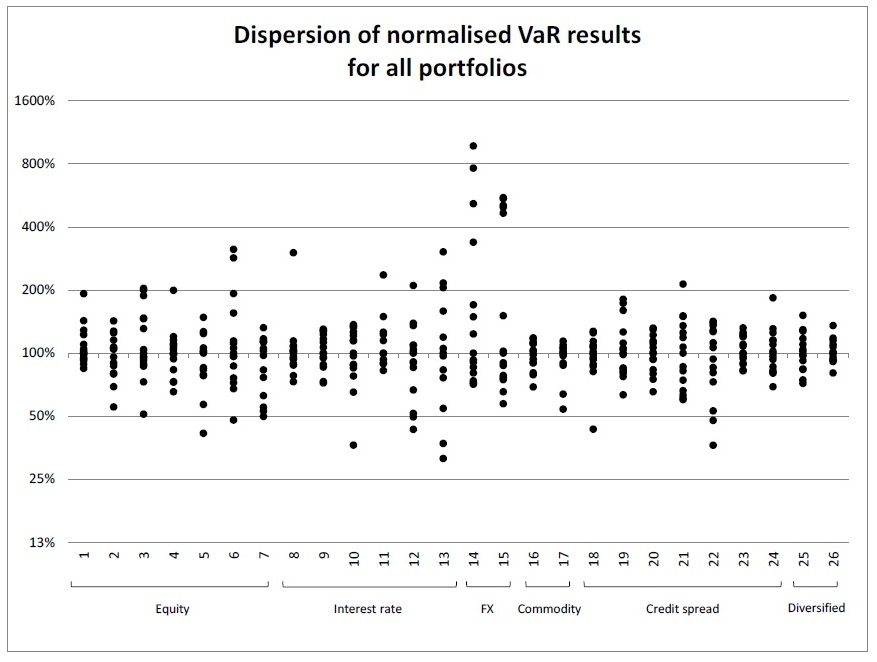 Dispersion of normalised VaR results
for all portfolios
1600%
800%
400%
200%
100%
50%
25%
13%
1 2 3 4 5 6 7 8 9 10 11 12 13 14 15 16 17 18 19 20 21 22 23 24 25 26
Equity Interest rate FX Commodity Credit spread Diversified